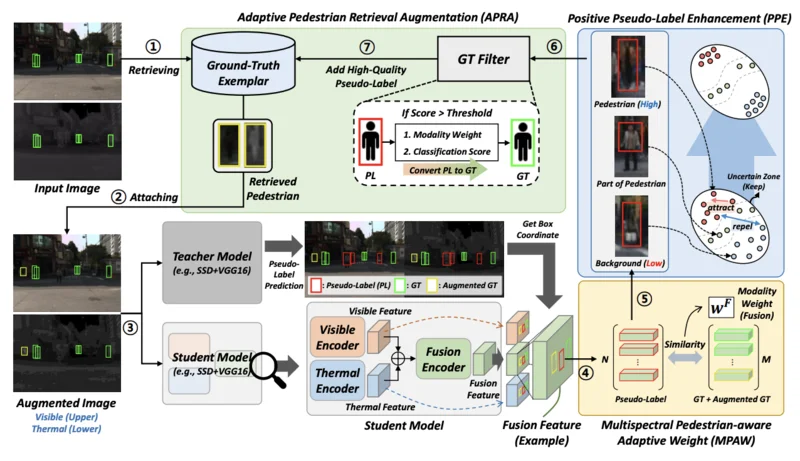 Adaptive Pedestrian Retrieval Augmentation (APRA)
Positive Pseudo-Label Enhancement (PPE)
①
Retrieving
Ground-Truth
Exemplar
⑦
Add High-Quality
Pseudo-Label
GT Filter
⑥
If Score > Threshold
1. Modality Weight
2. Classification Score
PL
GT
Convert PL to GT
Retrieved
Pedestrian
Input Image
② Attaching
Pedestrian (High)
Part of Pedestrian
Background (Low)
Uncertain Zone
(Keep)
attract
repel
Teacher Model
(e.g., SSD+VGG16)
Pseudo-
Label
Prediction
: Pseudo-Label (PL)
: GT
: Augmented GT
Get Box
Coordinate
③
Student Model
(e.g., SSD+VGG16)
Visible Feature
Visible
Encoder
Thermal
Encoder
Thermal Feature
Fusion
Encoder
Fusion
Feature
Student Model
Fusion Feature
(Example)
④
⑤
Modality
Weight
(Fusion)
W^F
N
Similarity
M
Pseudo-Label
GT + Augmented GT
Multispectral Pedestrian-aware
Adaptive Weight (MPAW)
Augmented Image
Visible (Upper)
Thermal (Lower)